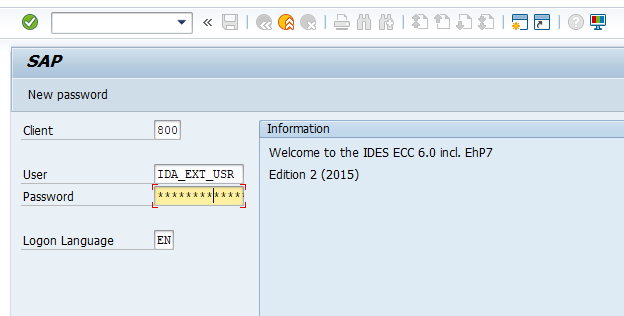 SAP
New password
Client 800
Information
Welcome to the IDES ECC 6.0 incl. EhP7
User IDA_EXT_USR
Edition 2 (2015)
Password ************
Logon Language EN